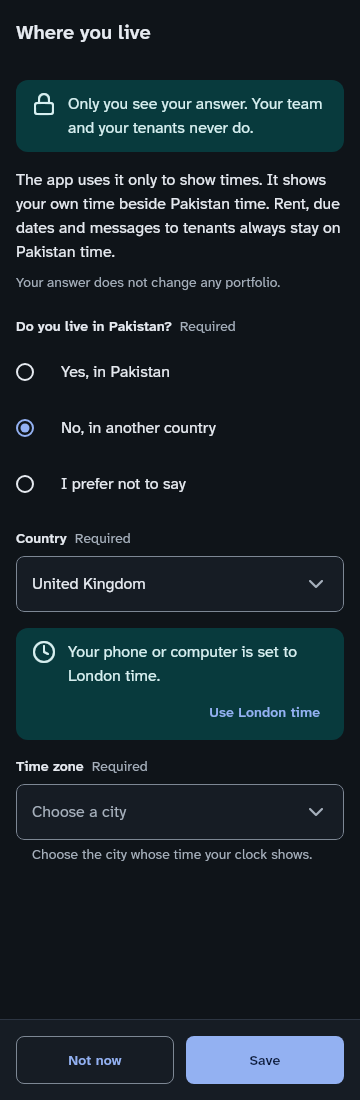 Where you live
Only you see your answer. Your team
and your tenants never do.
The app uses it only to show times. It shows
your own time beside Pakistan time. Rent, due
dates and messages to tenants always stay on
Pakistan time.
Your answer does not change any portfolio.
Do you live in Pakistan? Required
Yes, in Pakistan
No, in another country
I prefer not to say
Country Required
United Kingdom
Your phone or computer is set to
London time.
Use London time
Time zone Required
Choose a city
Choose the city whose time your clock shows.
Not now
Save